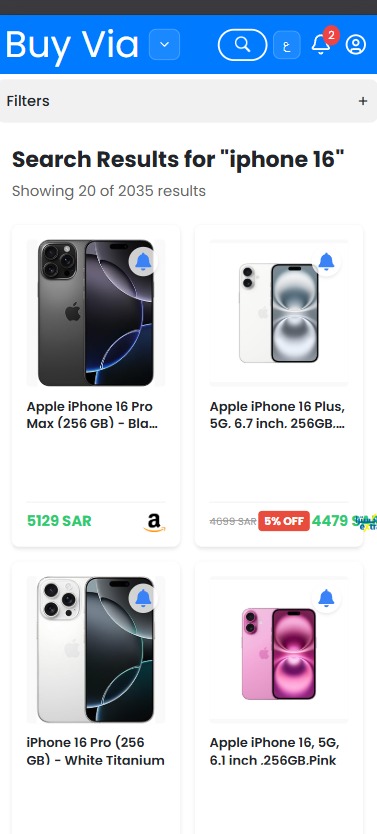 Buy Via
ع
2
Filters
+
Search Results for "iphone 16"
Showing 20 of 2035 results
Apple iPhone 16 Pro
Max (256 GB) - Bla...
Apple iPhone 16 Plus,
5G. 6.7 inch. 256GB....
5129 SAR
a
4699 SAR 5% OFF 4479
iPhone 16 Pro (256
GB) - White Titanium
Apple iPhone 16, 5G,
6.1 inch .256GB.Pink